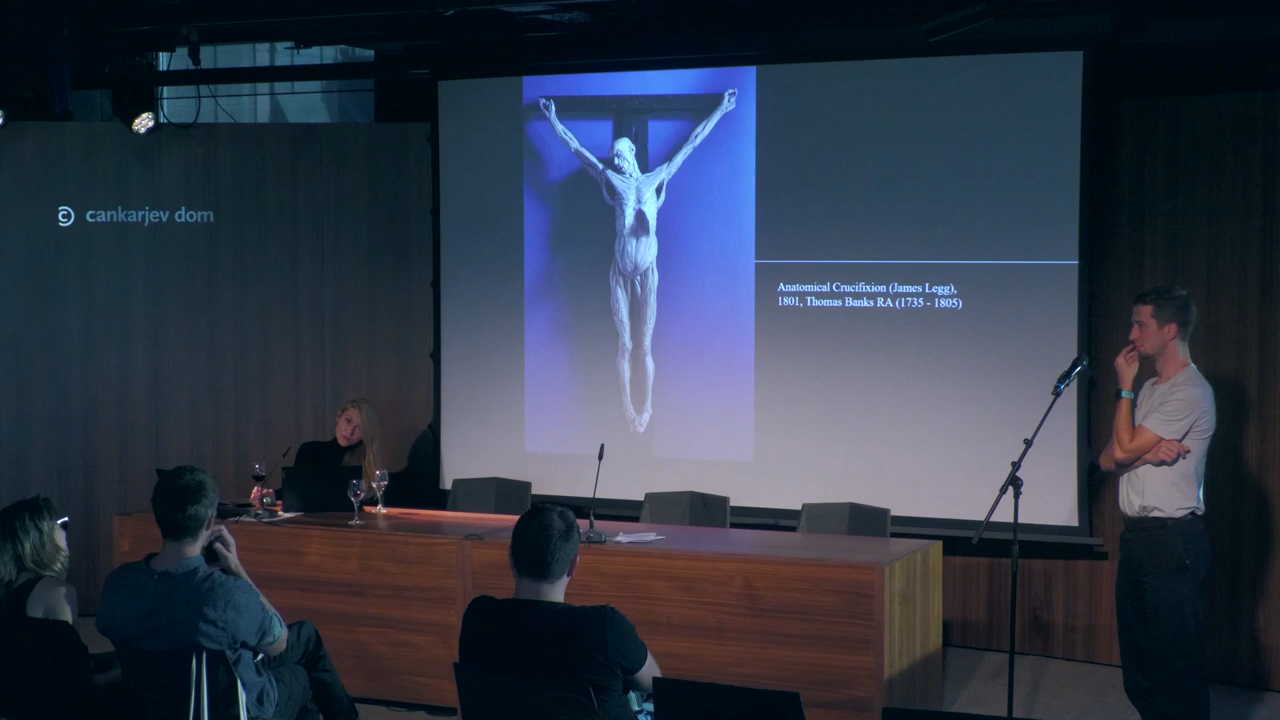 cankarjev dom
Anatomical Crucifixion (James Legg),
1801, Thomas Banks RA (1735 - 1805)